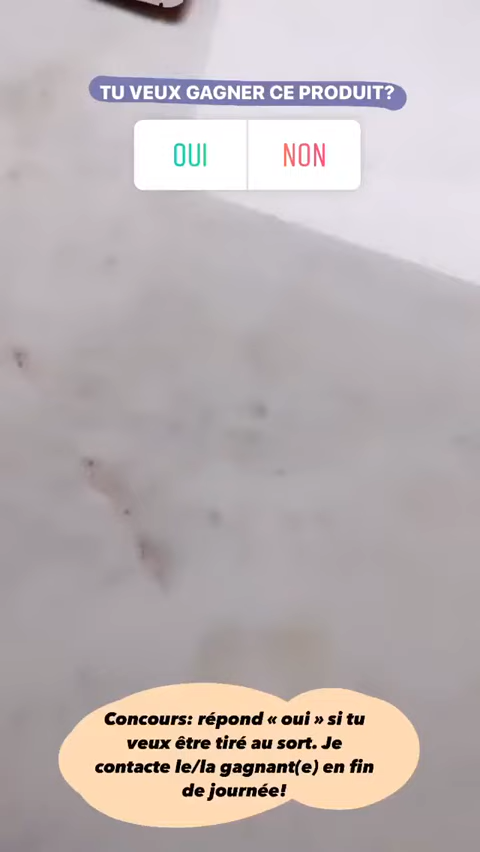 TU VEUX GAGNER CE PRODUIT?
OUI
NON
Concours: répond « oui » si tu
veux être tiré au sort. Je
contacte le/la gagnant(e) en fin
de journée!